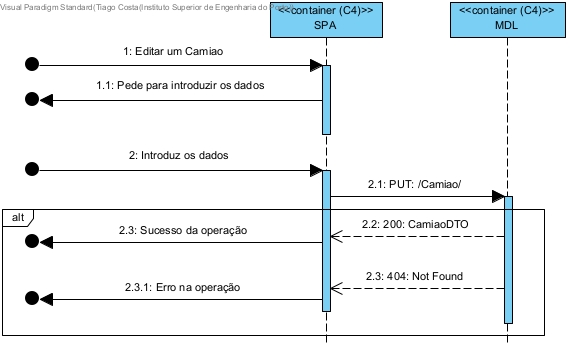 Visual Paradigm Standard(Tiago Costa(Instituto Superior de Engenharia do Porto))
<<container (C4)>>
SPA
<<container (C4)>>
MDL
1: Editar um Camiao
1.1: Pede para introduzir os dados
2: Introduz os dados
2.1: PUT: /Camiao/
alt
2.2: 200: CamiaoDTO
2.3: Sucesso da operação
2.3: 404: Not Found
2.3.1: Erro na operação